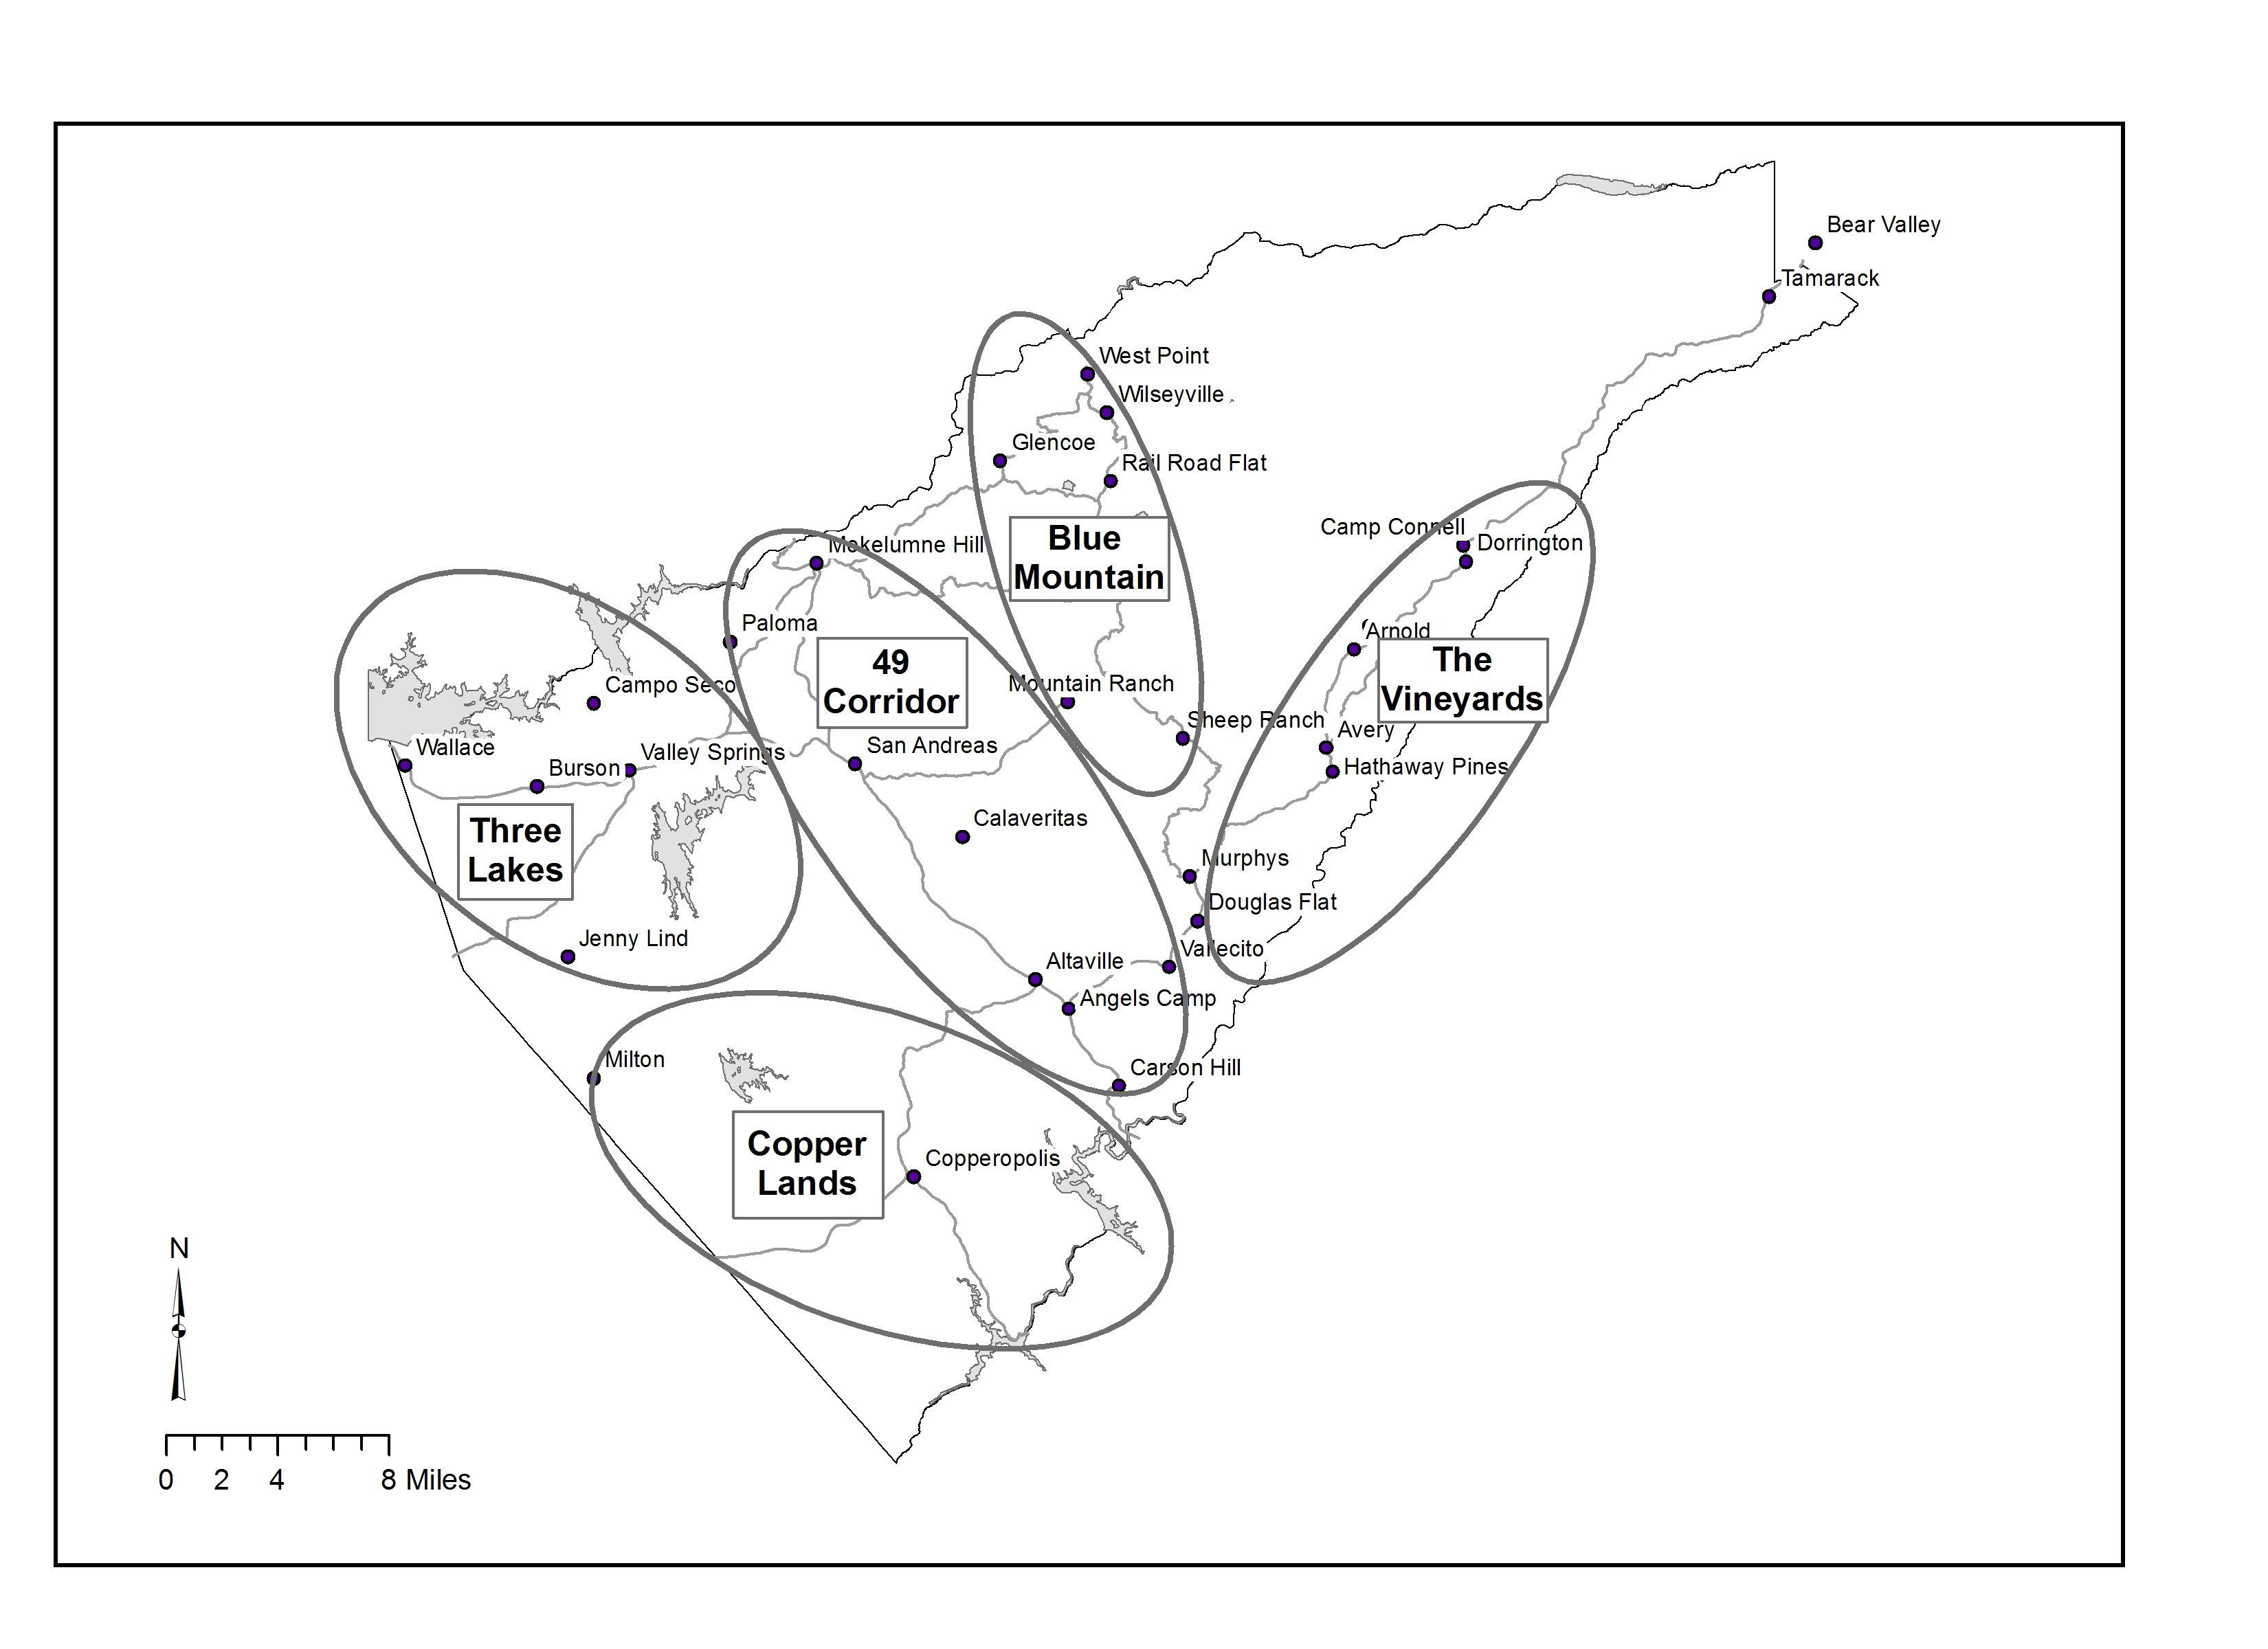 Bear Valley
Tamarack
West Point
Wilseyville
Glencoe
Rail Road Flat
Blue
Mountain
Camp Connell
Dorrington
Mokelumne Hill
Paloma
Arnold
49
Corridor
The
Vineyards
Campo Seco
Mountain Ranch
Sheep Ranch
Avery
Wallace
Valley Springs
San Andreas
Burson
Hathaway Pines
Three
Lakes
Calaveritas
Murphys
Douglas Flat
Jenny Lind
Vallecito
Altaville
Angels Camp
Milton
Carson Hill
Copper
Lands
Copperopolis
N
0 2 4 8 Miles